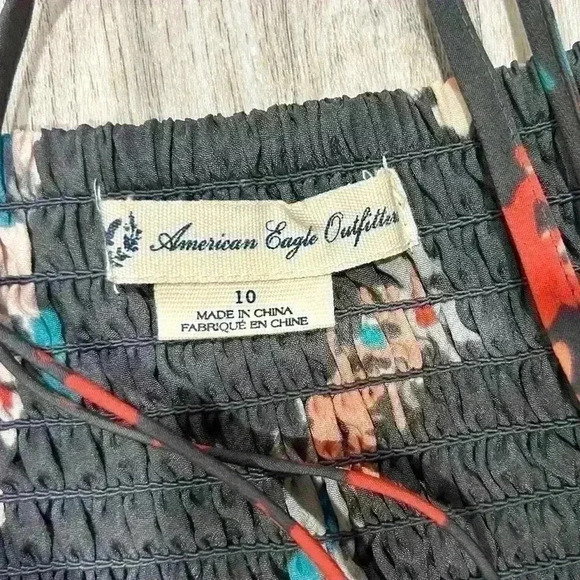 American Eagle Outfitters
10
MADE IN CHINA
FABRIQUÉ EN CHINE